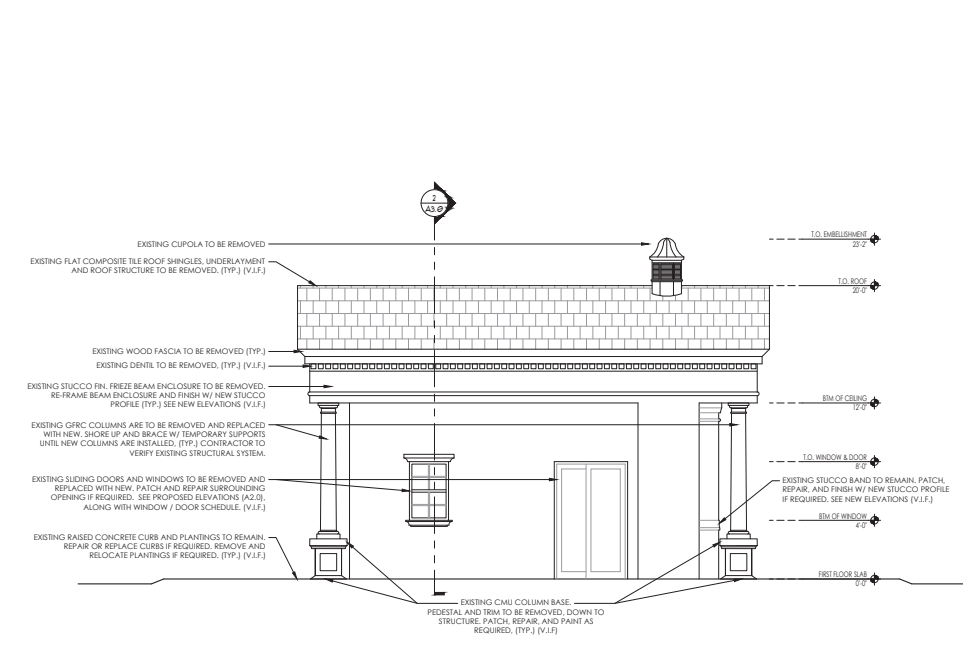 2
A3.0
EXISTING CUPOLA TO BE REMOVED
T.O. EMBELLISHMENT
23'-2"
EXISTING FLAT COMPOSITE TILE ROOF SHINGLES, UNDERLAYMENT
AND ROOF STRUCTURE TO BE REMOVED. (TYP.) (V.I.F.)
T.O. ROOF
20'-0"
EXISTING WOOD FASCIA TO BE REMOVED (TYP.)
EXISTING DENTIL TO BE REMOVED, (TYP.) (V.I.F.)
EXISTING STUCCO FIN. FRIEZE BEAM ENCLOSURE TO BE REMOVED.
RE-FRAME BEAM ENCLOSURE AND FINISH W/ NEW STUCCO
PROFILE (TYP.) SEE NEW ELEVATIONS (V.I.F.)
BTM OF CEILING
12'-0"
EXISTING GFRC COLUMNS ARE TO BE REMOVED AND REPLACED
WITH NEW. SHORE UP AND BRACE W/ TEMPORARY SUPPORTS
UNTIL NEW COLUMNS ARE INSTALLED, (TYP.) CONTRACTOR TO
VERIFY EXISTING STRUCTURAL SYSTEM.
T.O. WINDOW & DOOR
8'-0"
EXISTING SLIDING DOORS AND WINDOWS TO BE REMOVED AND
REPLACED WITH NEW. PATCH AND REPAIR SURROUNDING
OPENING IF REQUIRED. SEE PROPOSED ELEVATIONS (A2.0),
ALONG WITH WINDOW / DOOR SCHEDULE. (V.I.F.)
EXISTING STUCCO BAND TO REMAIN. PATCH,
REPAIR, AND FINISH W/ NEW STUCCO PROFILE
IF REQUIRED. SEE NEW ELEVATIONS (V.I.F.)
BTM OF WINDOW
4'-0"
EXISTING RAISED CONCRETE CURB AND PLANTINGS TO REMAIN.
REPAIR OR REPLACE CURBS IF REQUIRED. REMOVE AND
RELOCATE PLANTINGS IF REQUIRED. (TYP.) (V.I.F.)
FIRST FLOOR SLAB
0'-0"
EXISTING CMU COLUMN BASE.
PEDESTAL AND TRIM TO BE REMOVED, DOWN TO
STRUCTURE. PATCH, REPAIR, AND PAINT AS
REQUIRED, (TYP.) (V.I.F)